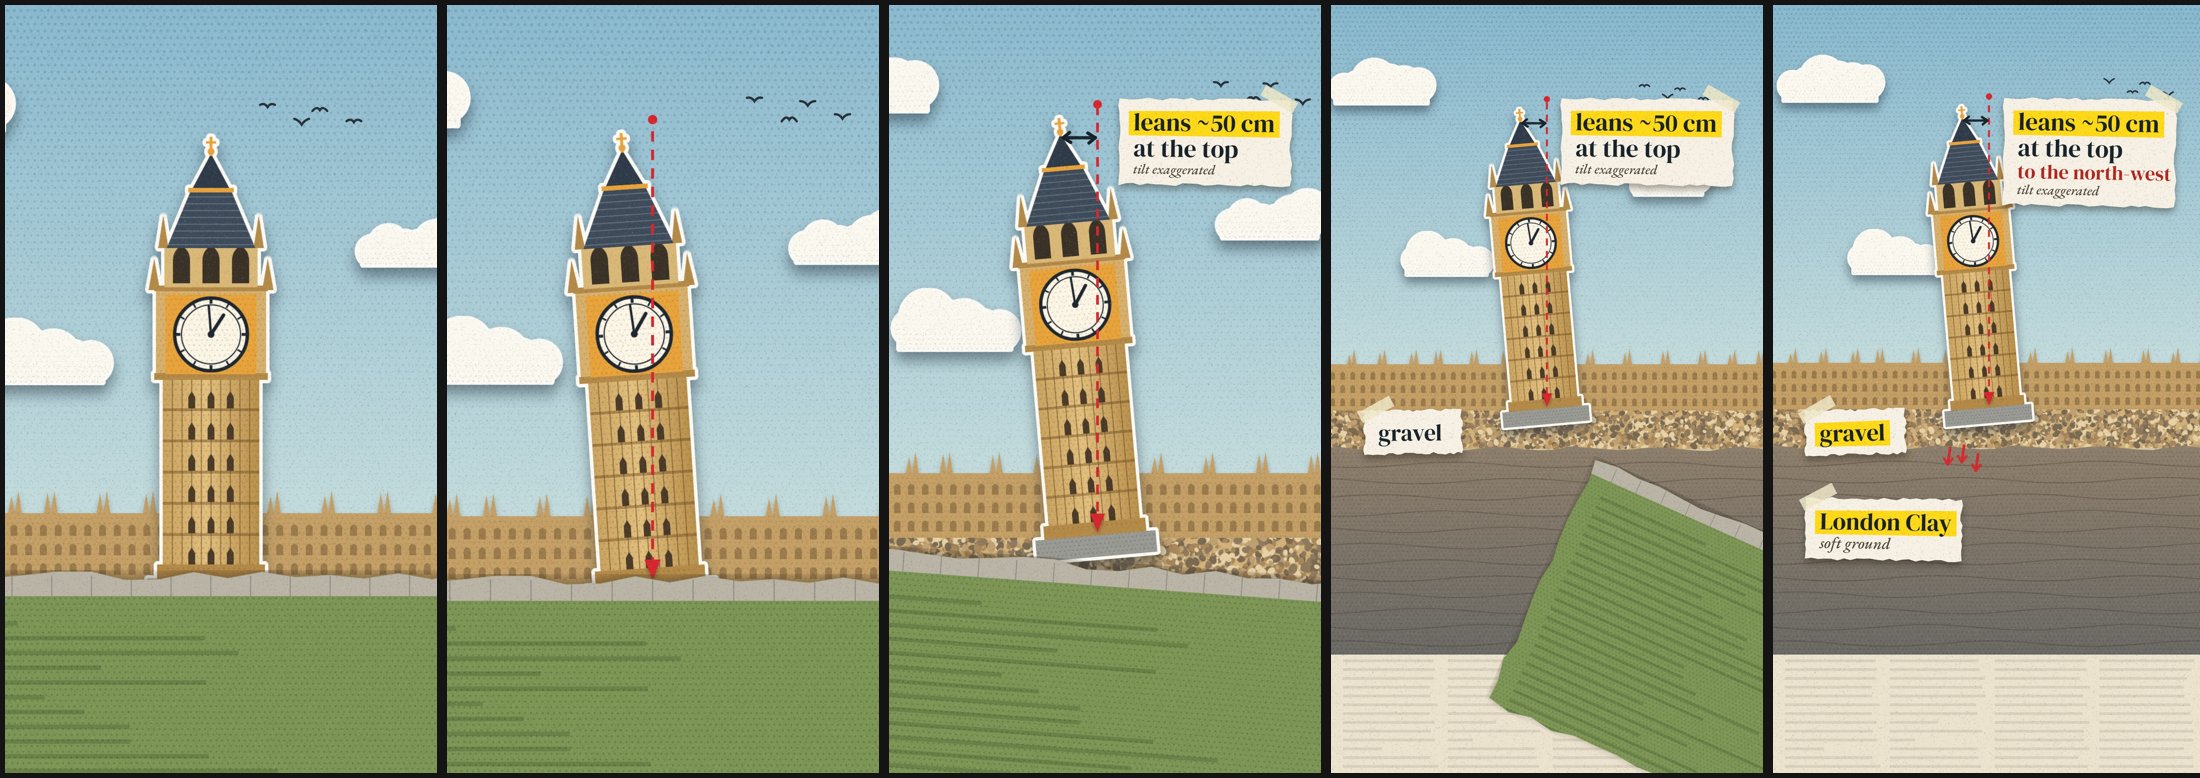 leans ~50 cm
at the top
tilt exaggerated
leans ~50 cm
at the top
tilt exaggerated
gravel
leans ~50 cm
at the top
to the north-west
tilt exaggerated
gravel
London Clay
soft ground